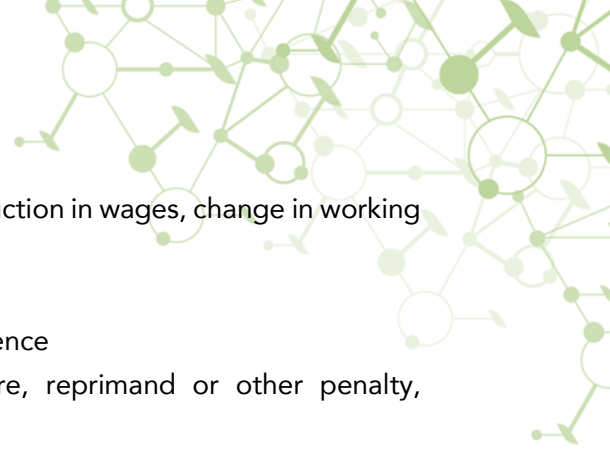 ction in wages, change in working
ence
re, reprimand or other penalty,